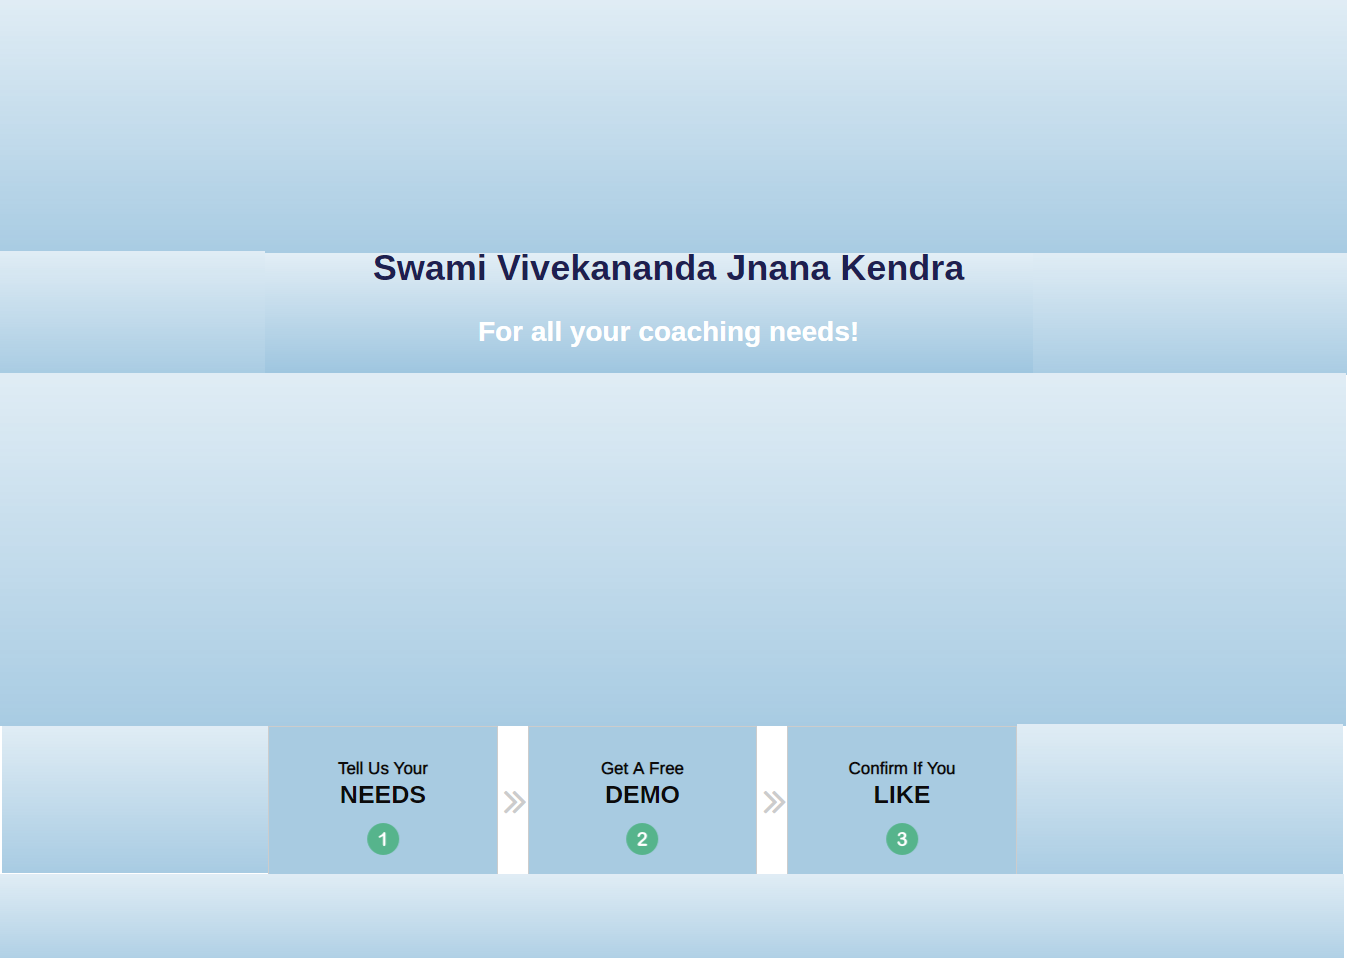 Swami Vivekananda Jnana Kendra
For all your coaching needs!
Tell Us Your
NEEDS
1
Get A Free
DEMO
2
Confirm If You
LIKE
3